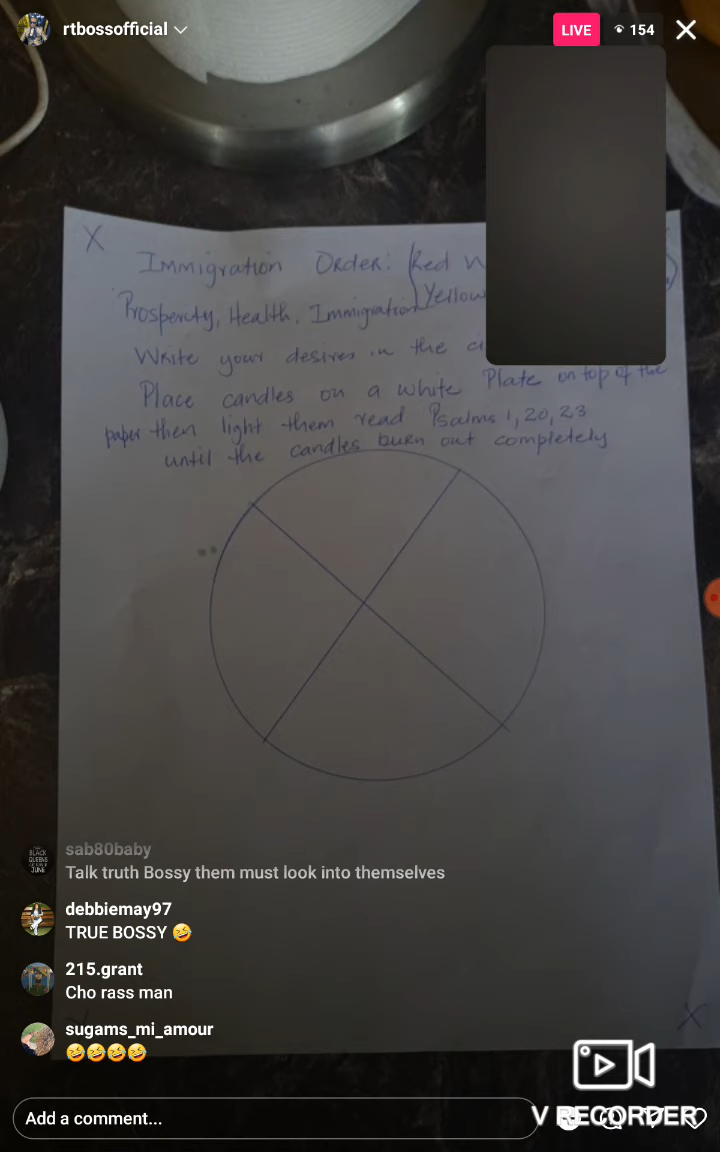 rtbossofficial
LIVE
154
X
Immigration Order: (Red
Prosperity, Health, Immigration Yellow
Write your desires in the
Place candles on a white Plate on top of the
paper then light them read Psalms 1, 20, 23
until the candles burn out completely
sab80baby
Talk truth Bossy them must look into themselves
debbiemay97
TRUE BOSSY 🤣
215.grant
Cho rass man
sugams_mi_amour
🤣🤣🤣🤣
X
Add a comment...
V RECORDER